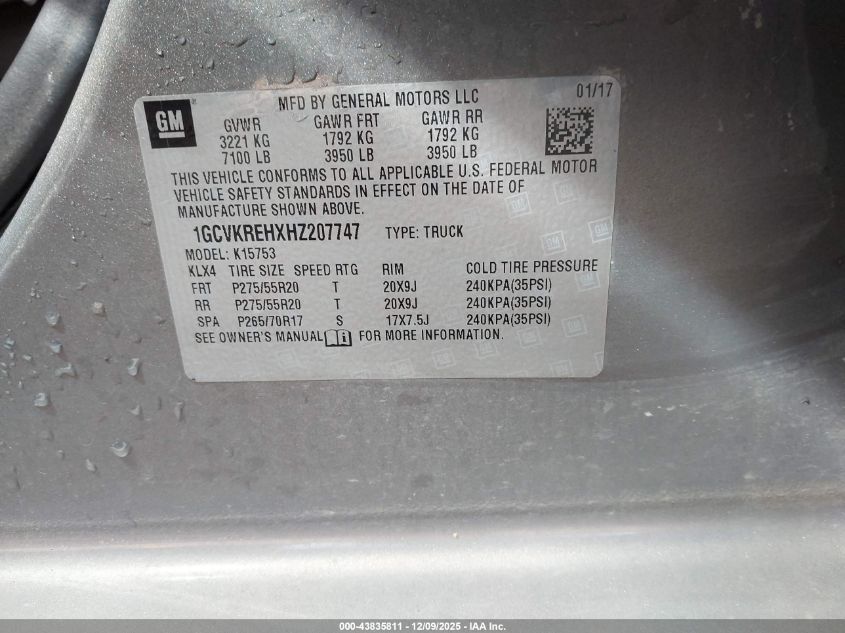 GM
MFD BY GENERAL MOTORS LLC 01/17
GVWR GAWR FRT GAWR RR
3221 KG 1792 KG 1792 KG
7100 LB 3950 LB 3950 LB
THIS VEHICLE CONFORMS TO ALL APPLICABLE U.S. FEDERAL MOTOR
VEHICLE SAFETY STANDARDS IN EFFECT ON THE DATE OF
MANUFACTURE SHOWN ABOVE.
1GCVKREHXHZ207747 TYPE: TRUCK
MODEL: K15753
KLX4 TIRE SIZE SPEED RTG RIM COLD TIRE PRESSURE
FRT P275/55R20 T 20X9J 240KPA(35PSI)
RR P275/55R20 T 20X9J 240KPA(35PSI)
SPA P265/70R17 S 17X7.5J 240KPA(35PSI)
SEE OWNER'S MANUAL FOR MORE INFORMATION.
000-43835811 - 12/09/2025 - IAA Inc.